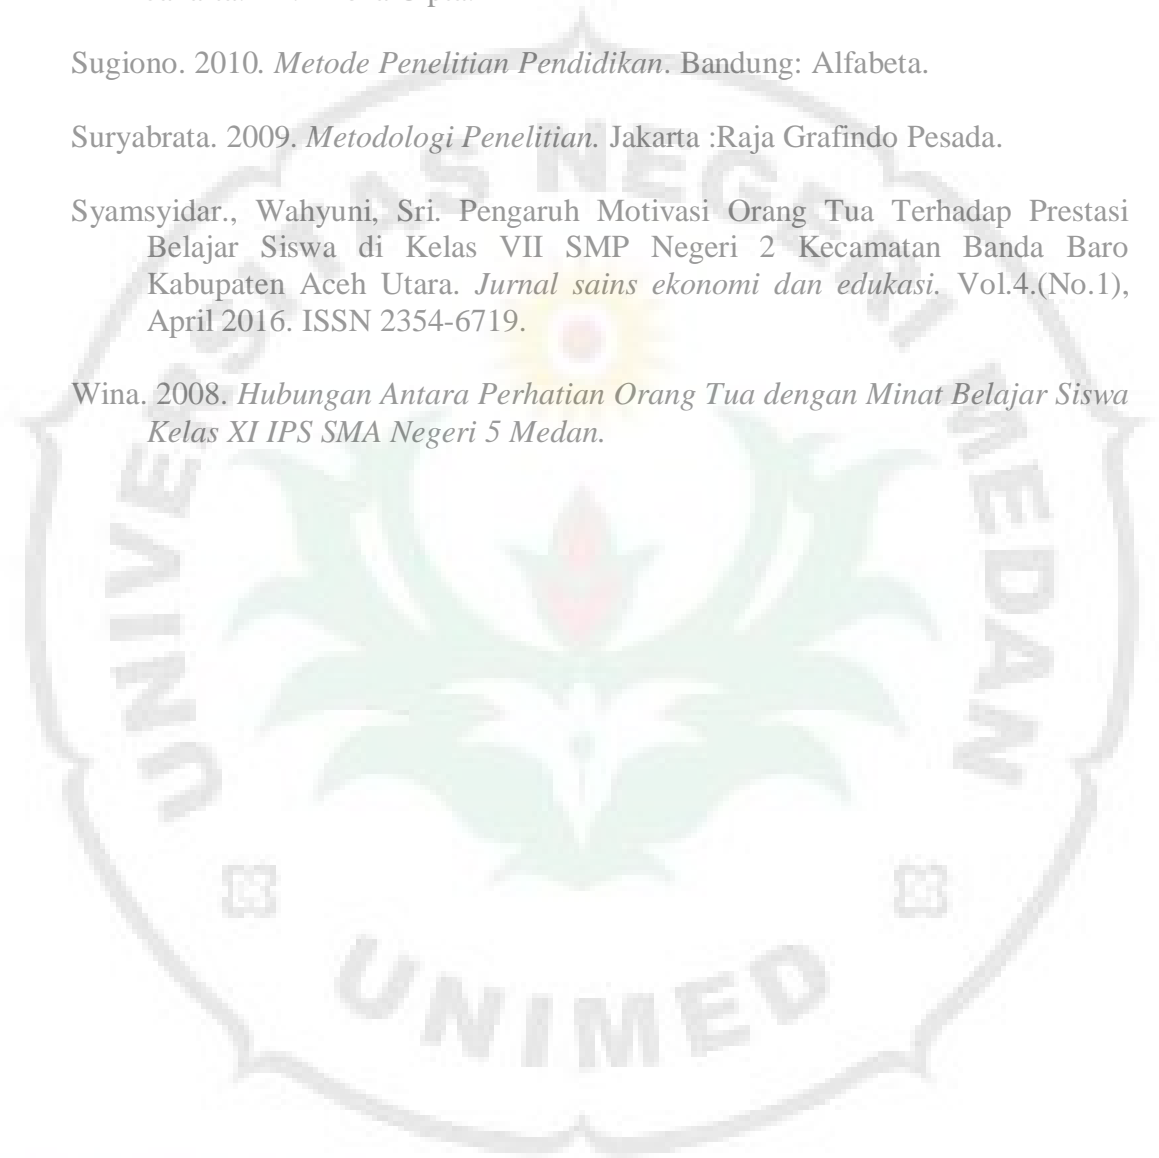 Sugiono. 2010. Metode Penelitian Pendidikan. Bandung: Alfabeta.
Suryabrata. 2009. Metodologi Penelitian. Jakarta :Raja Grafindo Pesada.
Syamsyidar., Wahyuni, Sri. Pengaruh Motivasi Orang Tua Terhadap Prestasi
Belajar Siswa di Kelas VII SMP Negeri 2 Kecamatan Banda Baro
Kabupaten Aceh Utara. Jurnal sains ekonomi dan edukasi. Vol.4.(No.1),
April 2016. ISSN 2354-6719.
Wina. 2008. Hubungan Antara Perhatian Orang Tua dengan Minat Belajar Siswa
Kelas XI IPS SMA Negeri 5 Medan.
UNIVERSITAS NEGERI MEDAN
UNIMED